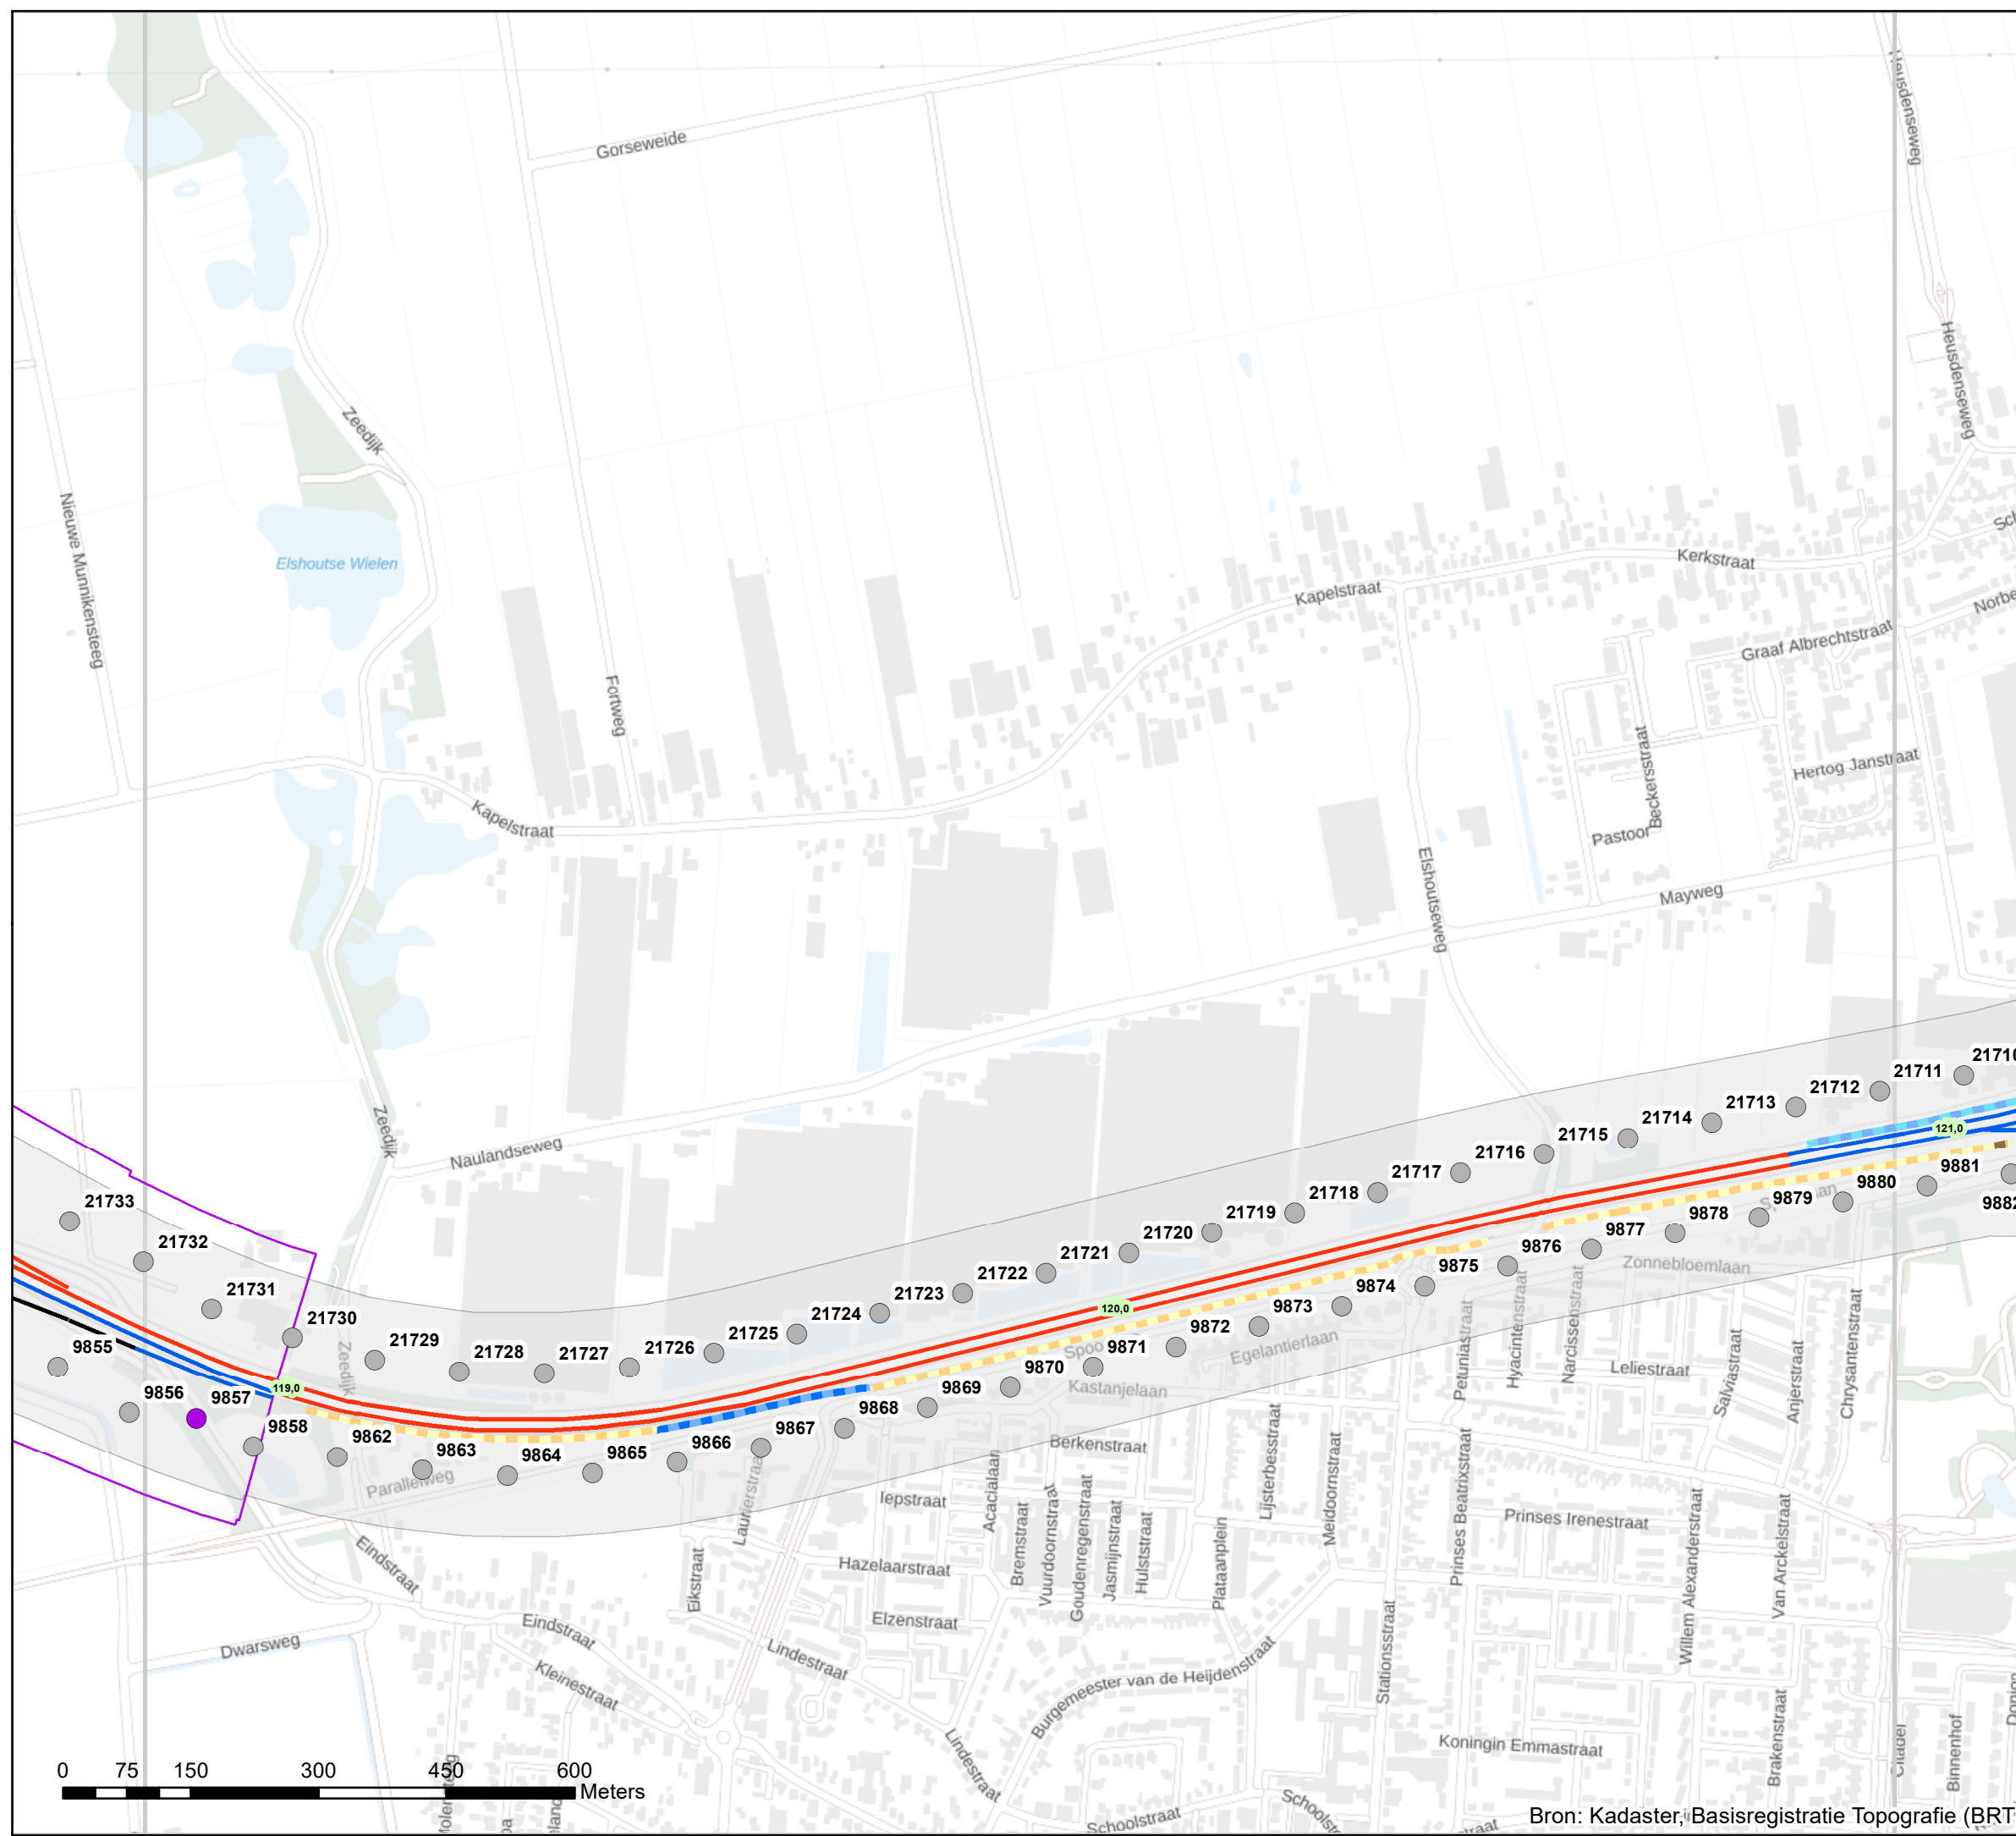 Heusdenseweg
Gorseweide
Zeedijk
Heusdenseweg
Nieuwe Munnikensteeg
Elshoutse Wielen
Kerkstraat
Kapelstraat
Graaf Albrechtstraat
Fortweg
Hertog Janstraat
Pastoor
Beckersstraat
Kapelstraat
Elshoutseweg
Mayweg
Zeedijk
Naulandseweg
21710
21711
21712
21713
21714
21715
21716
21717
21718
21719
21720
21721
21722
21723
21724
21725
21726
21727
21728
21729
21730
21731
21732
21733
121,0
120,0
119,0
9855
9856
9857
9858
9862
9863
9864
9865
9866
9867
9868
9869
9870
9871
9872
9873
9874
9875
9876
9877
9878
9879
9880
9881
9882
Zeedijk
Parallelweg
Zonnebloemlaan
Egelantierlaan
Kastanjelaan
Berkenstraat
Petuniastraat
Hyacintenstraat
Narcissenstraat
Leliestraat
Salviastraat
Anjerstraat
Chrysantenstraat
Laurierstraat
Iepstraat
Acacialaan
Bremstraat
Vuurdoornstraat
Goudenregenstraat
Jasmijnstraat
Hulststraat
Plataanplein
Lijsterbesstraat
Meidoornstraat
Prinses Beatrixstraat
Prinses Irenestraat
Willem Alexanderstraat
Van Arckelstraat
Eindstraat
Elkstraat
Hazelaarstraat
Elzenstraat
Eindstraat
Dwarsweg
Kleinestraat
Lindestraat
Burgemeester van de Heijdenstraat
Stationsstraat
Lindestraat
Koningin Emmastraat
Brakenstraat
Citadel
Binnenhof
Schoolstraat
0 75 150 300 450 600
Meters
Bron: Kadaster, Basisregistratie Topografie (BRT